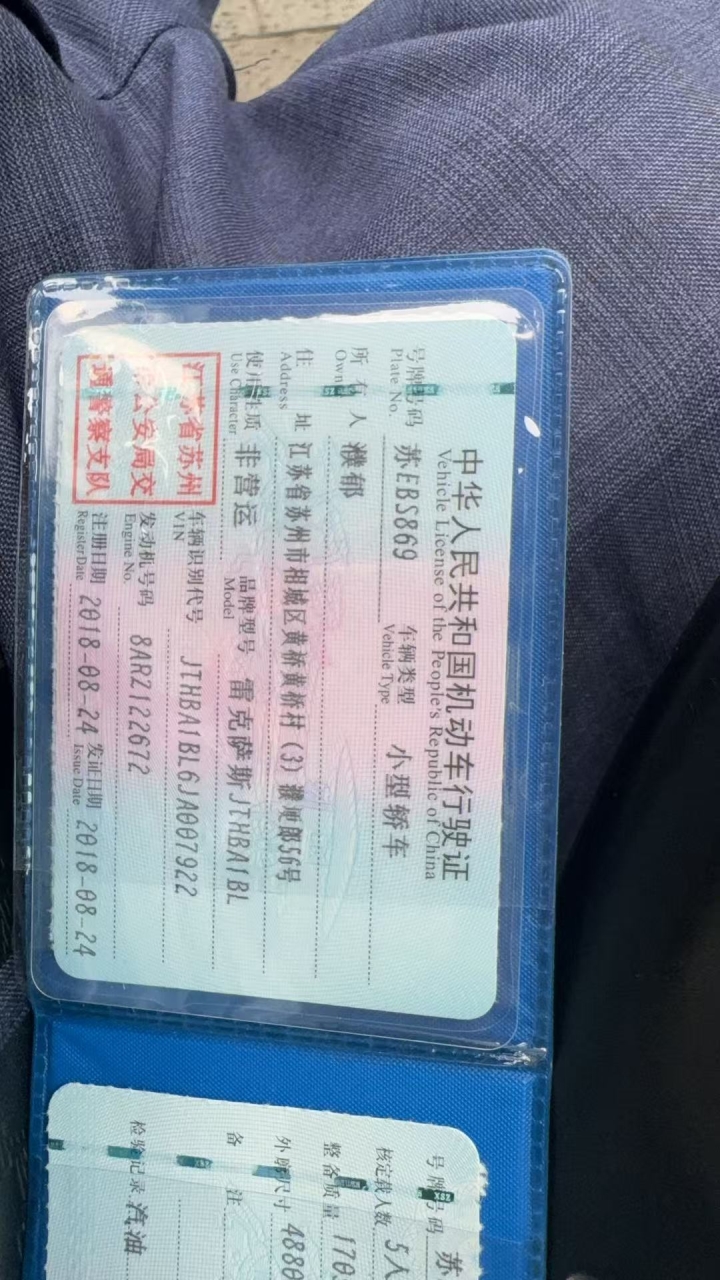 中华人民共和国机动车行驶证
Vehicle License of the People's Republic of China
号牌号码 苏EBS869 车辆类型 小型轿车
Plate No. Vehicle Type
所有人 濮郁
Owner
住址 江苏省苏州市相城区黄桥黄桥村(3)
56号
Address
使用性质 非营运 品牌型号 雷克萨斯JTHBA1BL
Use Character Model
江苏省苏州
公安局交
通警察支队
车辆识别代号 JTHBA1BL6JA007922
VIN
发动机号码 8ARZ122672
Engine No.
注册日期 2018-08-24 发证日期 2018-08-24
Register Date Issue Date
号牌号码 苏
核定载人数 5人
整备质量 170
外廓尺寸 4880
备注
检验记录 汽油